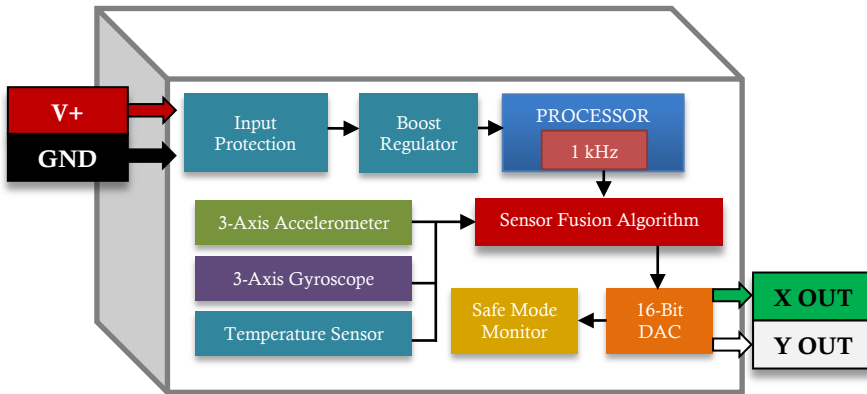 V+
GND
Input
Protection
Boost
Regulator
PROCESSOR
1 kHz
3-Axis Accelerometer
Sensor Fusion Algorithm
3-Axis Gyroscope
Temperature Sensor
Safe Mode
Monitor
16-Bit
DAC
X OUT
Y OUT